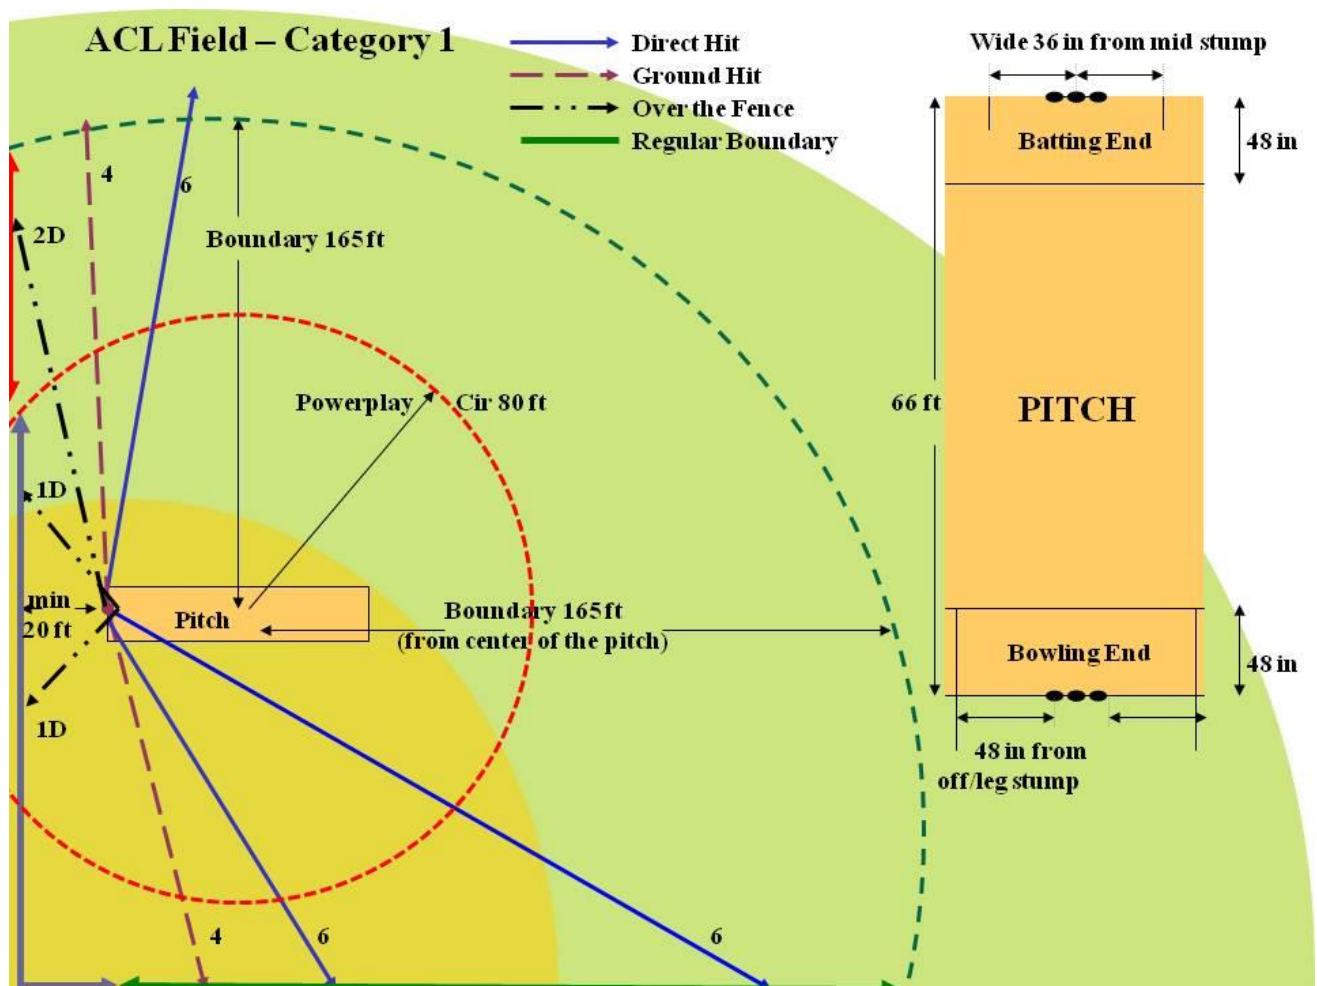 ACL Field – Category 1
Direct Hit
Ground Hit
Over the Fence
Regular Boundary
Wide 36 in from mid stump
Batting End
48 in
4
6
2D
Boundary 165ft
Powerplay Cir 80 ft
66 ft
PITCH
1D
min
20 ft
Pitch
Boundary 165ft
(from center of the pitch)
Bowling End
48 in
1D
48 in from
off/leg stump
4
6
6